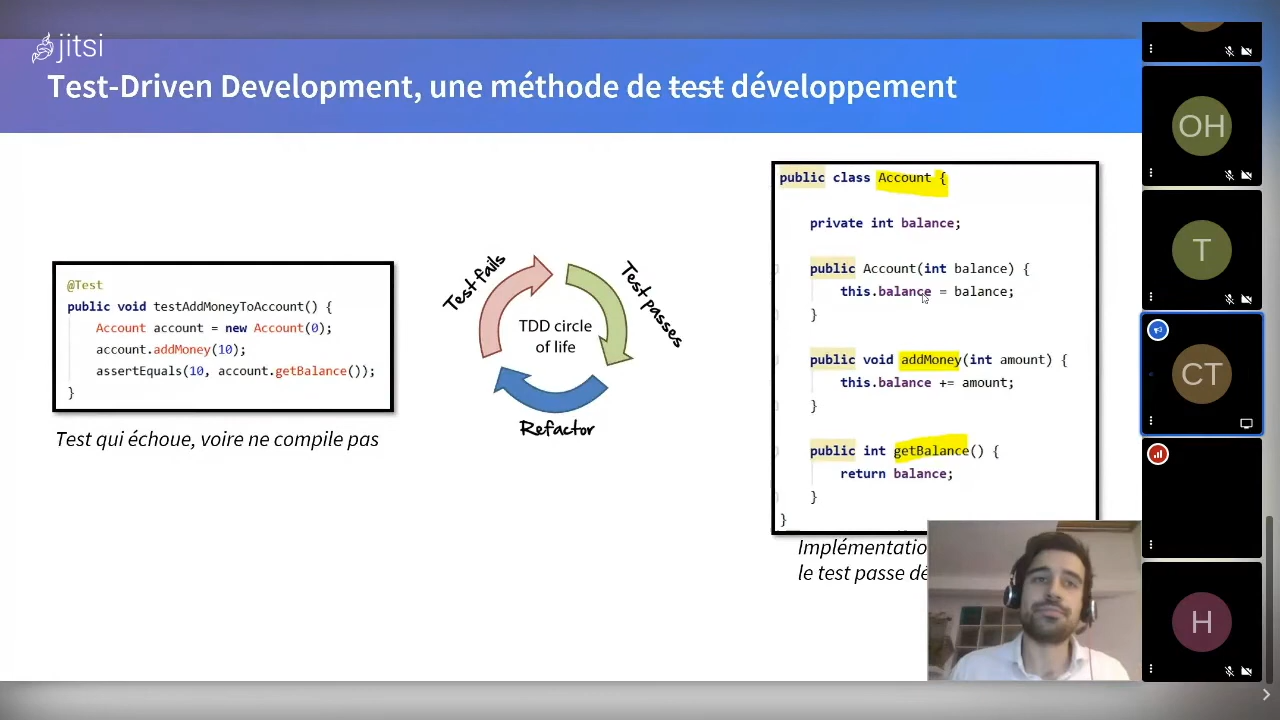 jitsi
Test-Driven Development, une méthode de test développement
@Test
public void testAddMoneyToAccount() {
Account account = new Account(0);
account.addMoney(10);
assertEquals(10, account.getBalance());
}
Test qui échoue, voire ne compile pas
Test fails
Test passes
TDD circle
of life
Refactor
public class Account {
private int balance;
public Account(int balance) {
this.balance = balance;
}
public void addMoney(int amount) {
this.balance += amount;
}
public int getBalance() {
return balance;
}
}
Implémentatio
le test passe dé
OH
T
CT
H